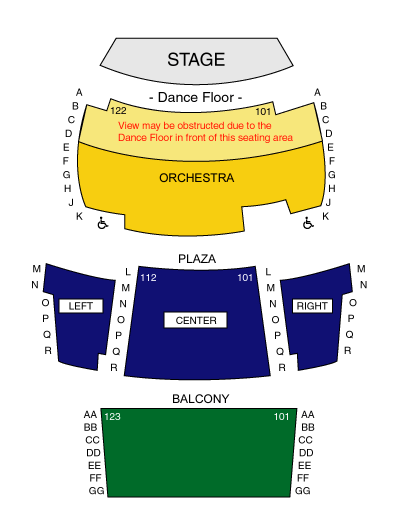 STAGE
- Dance Floor -
A A
B B
122 101
C C
View may be obstructed due to the
D D
Dance Floor in front of this seating area
E E
F F
G G
ORCHESTRA
H H
J J
K K
PLAZA
M L L M
N 112 101 N
M M
O LEFT N N RIGHT O
P CENTER P
O O
Q P P Q
R Q Q R
R R
BALCONY
AA 123 101 AA
BB BB
CC CC
DD DD
EE EE
FF FF
GG GG